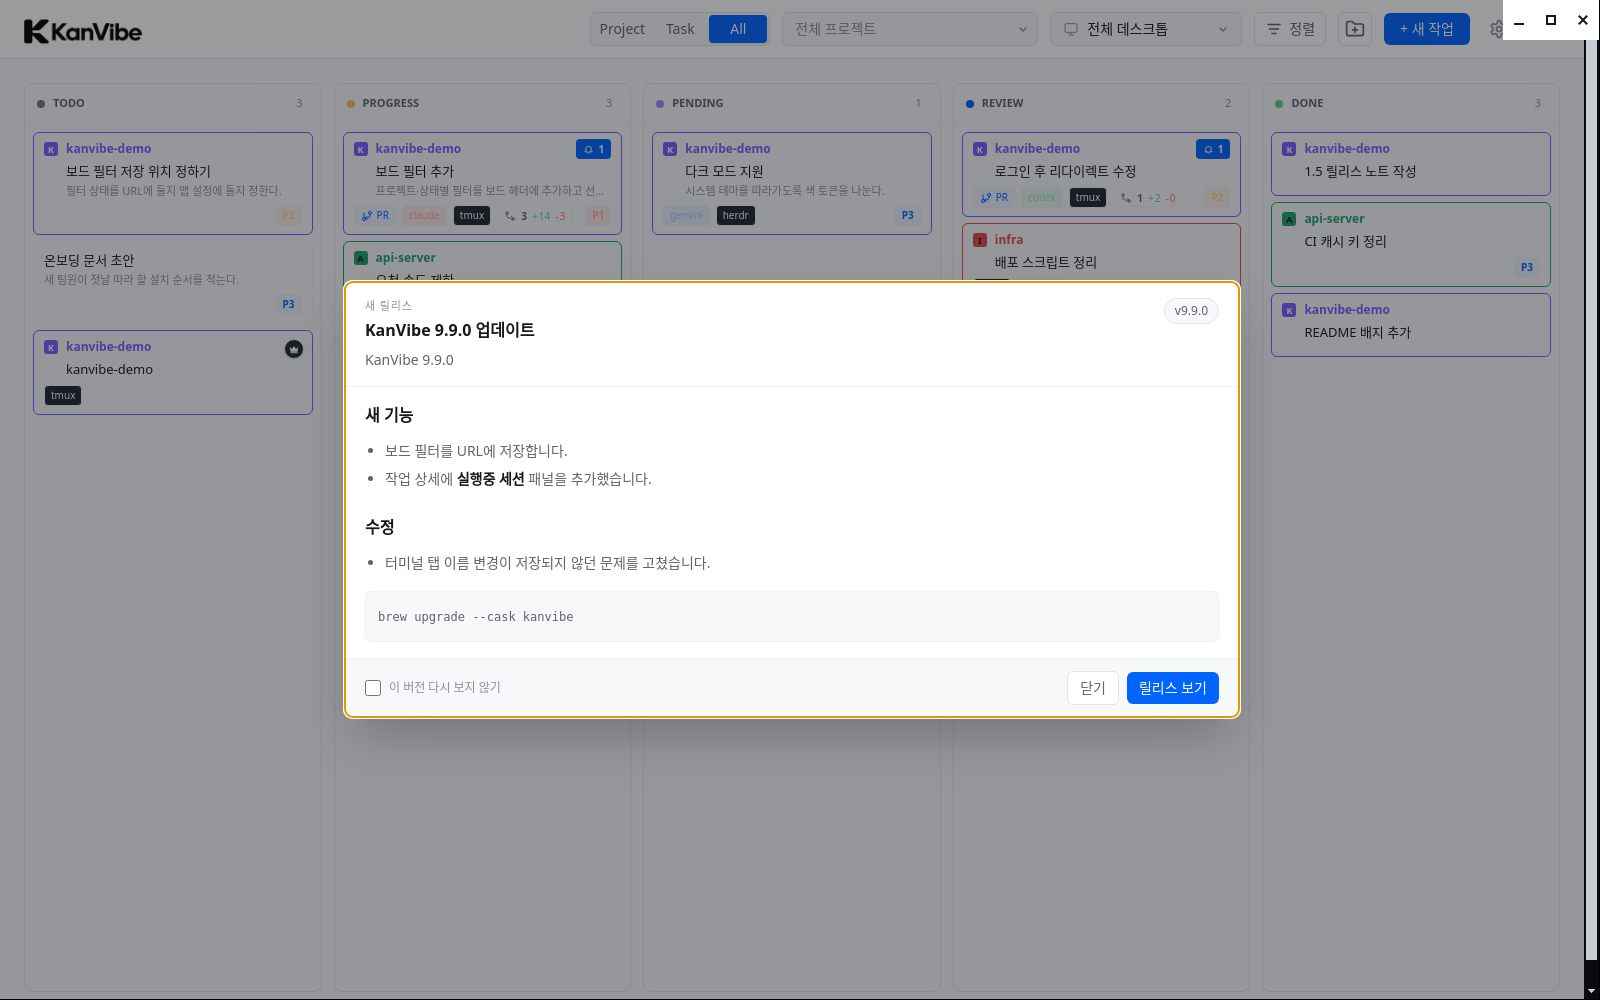 KanVibe
Project Task All
전체 프로젝트
전체 데스크톱
정렬
+ 새 작업
TODO 3
K kanvibe-demo
보드 필터 저장 위치 정하기
필터 상태를 URL에 둘지 앱 설정에 둘지 정한다.
P2
온보딩 문서 초안
새 팀원이 첫날 따라 할 설치 순서를 적는다.
P3
K kanvibe-demo
kanvibe-demo
tmux
PROGRESS 3
K kanvibe-demo 1
보드 필터 추가
프로젝트·상태별 필터를 보드 헤더에 추가하고 선...
PR claude tmux 3 +14 -3 P1
A api-server
PENDING 1
K kanvibe-demo
다크 모드 지원
시스템 테마를 따라가도록 색 토큰을 나눈다.
gemini herdr P3
REVIEW 2
K kanvibe-demo 1
로그인 후 리다이렉트 수정
PR codex tmux 1 +2 -0 P2
I infra
배포 스크립트 정리
DONE 3
K kanvibe-demo
1.5 릴리스 노트 작성
A api-server
CI 캐시 키 정리
P3
K kanvibe-demo
README 배지 추가
새 릴리스
KanVibe 9.9.0 업데이트
v9.9.0
KanVibe 9.9.0
새 기능
• 보드 필터를 URL에 저장합니다.
• 작업 상세에 실행중 세션 패널을 추가했습니다.
수정
• 터미널 탭 이름 변경이 저장되지 않던 문제를 고쳤습니다.
brew upgrade --cask kanvibe
이 버전 다시 보지 않기
닫기
릴리스 보기